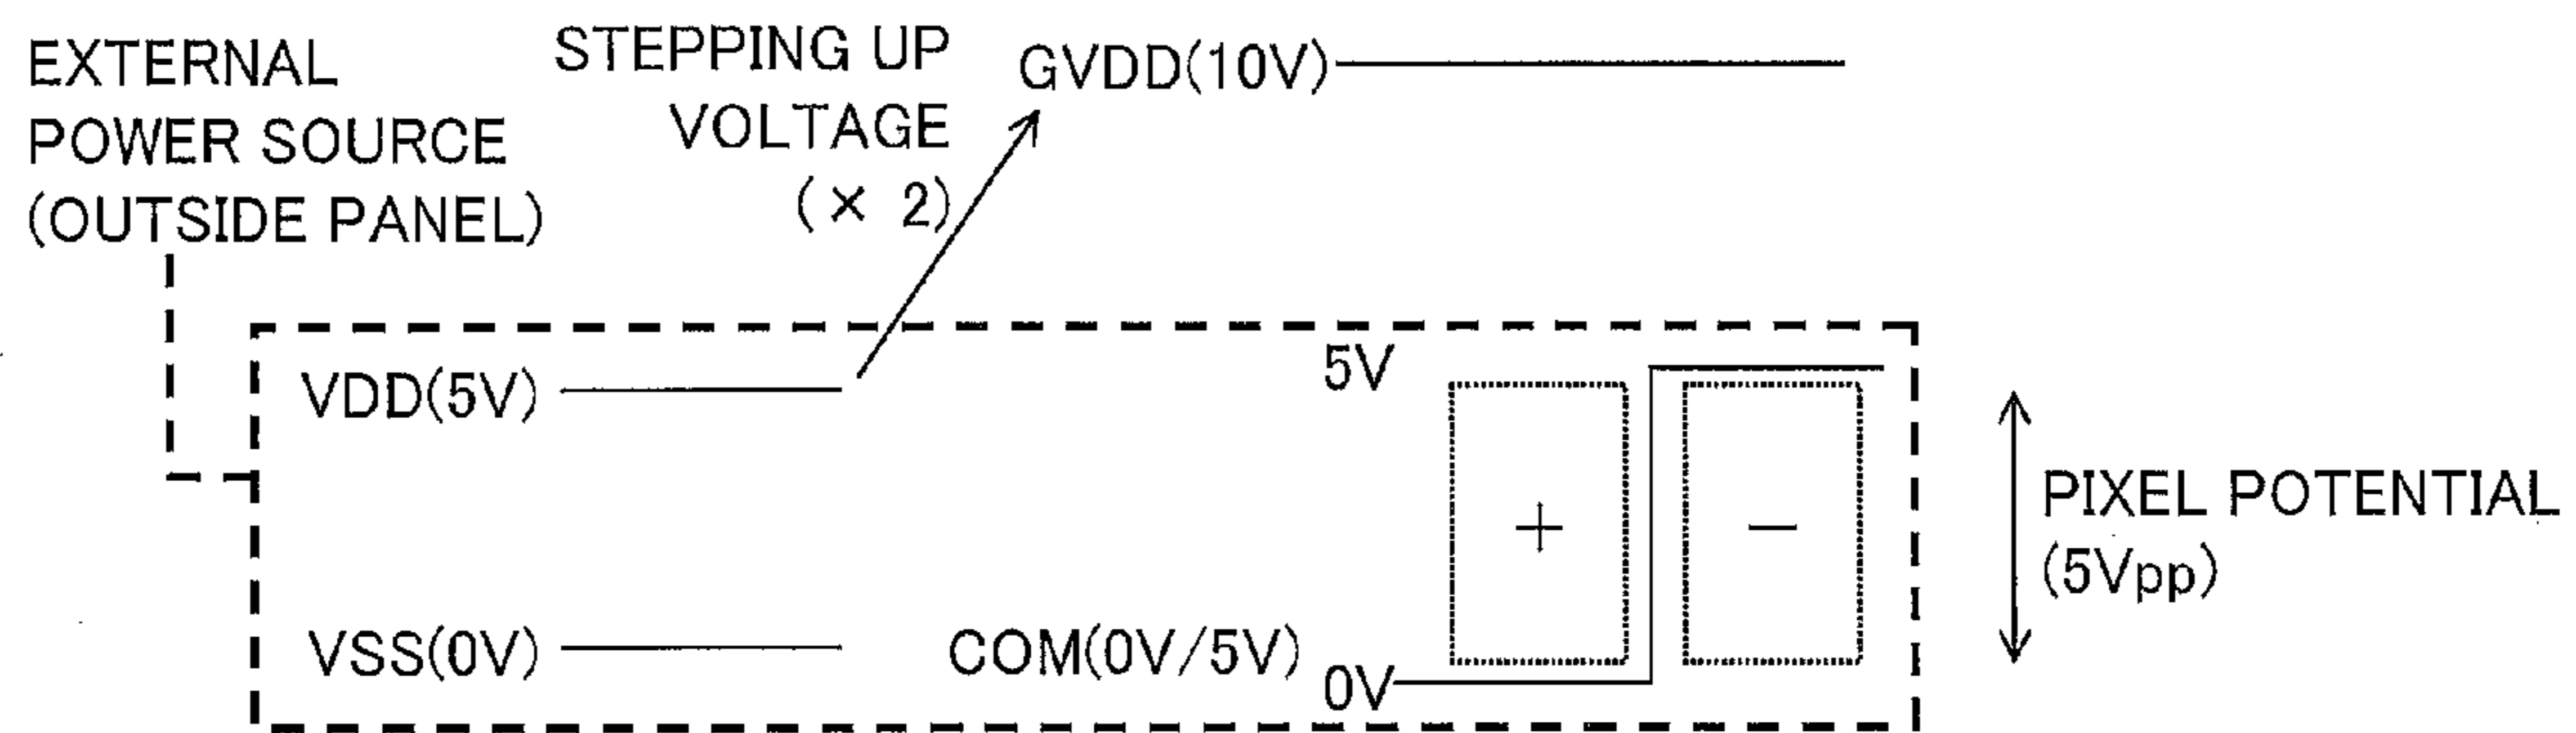 EXTERNAL
POWER SOURCE
(OUTSIDE PANEL)
STEPPING UP
VOLTAGE
(× 2)
GVDD(10V)
VDD(5V)
5V
+
−
PIXEL POTENTIAL
(5Vpp)
VSS(0V)
COM(0V/5V)
0V